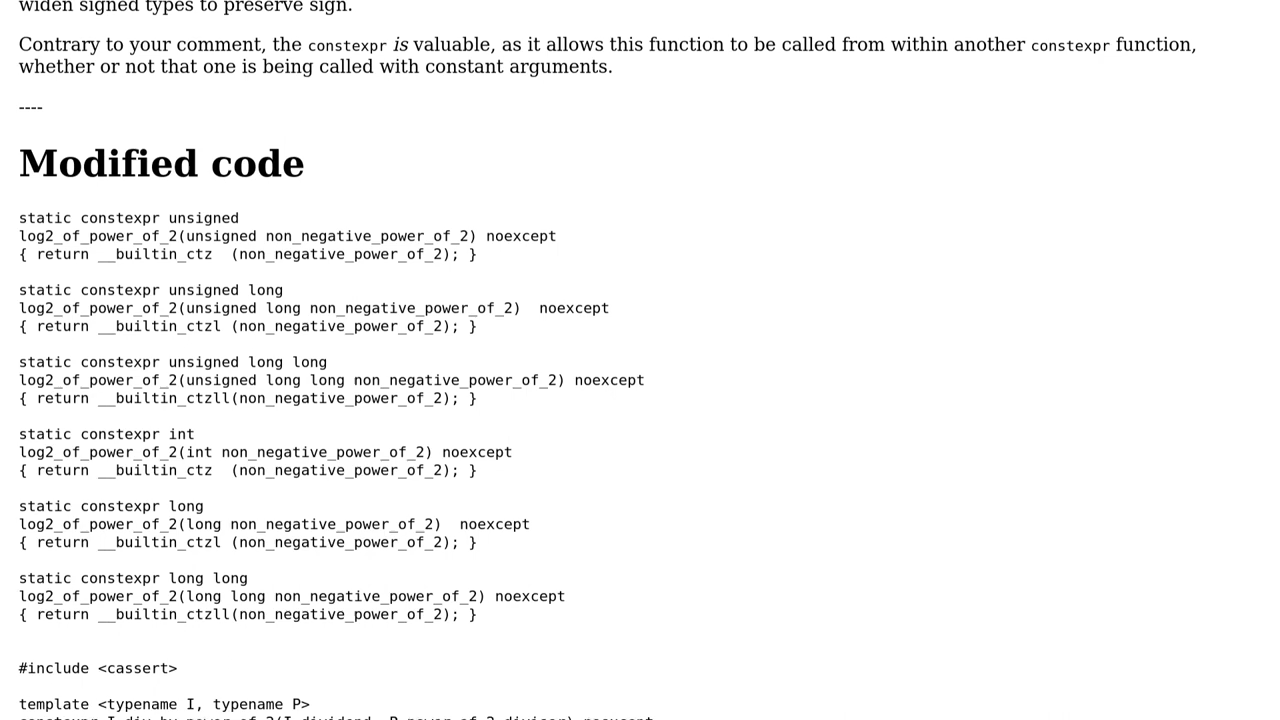 widen signed types to preserve sign.
Contrary to your comment, the constexpr is valuable, as it allows this function to be called from within another constexpr function,
whether or not that one is being called with constant arguments.
----
Modified code
static constexpr unsigned
log2_of_power_of_2(unsigned non_negative_power_of_2) noexcept
{ return __builtin_ctz  (non_negative_power_of_2); }
static constexpr unsigned long
log2_of_power_of_2(unsigned long non_negative_power_of_2)  noexcept
{ return __builtin_ctzl (non_negative_power_of_2); }
static constexpr unsigned long long
log2_of_power_of_2(unsigned long long non_negative_power_of_2) noexcept
{ return __builtin_ctzll(non_negative_power_of_2); }
static constexpr int
log2_of_power_of_2(int non_negative_power_of_2) noexcept
{ return __builtin_ctz  (non_negative_power_of_2); }
static constexpr long
log2_of_power_of_2(long non_negative_power_of_2)  noexcept
{ return __builtin_ctzl (non_negative_power_of_2); }
static constexpr long long
log2_of_power_of_2(long long non_negative_power_of_2) noexcept
{ return __builtin_ctzll(non_negative_power_of_2); }
#include <cassert>
template <typename I, typename P>